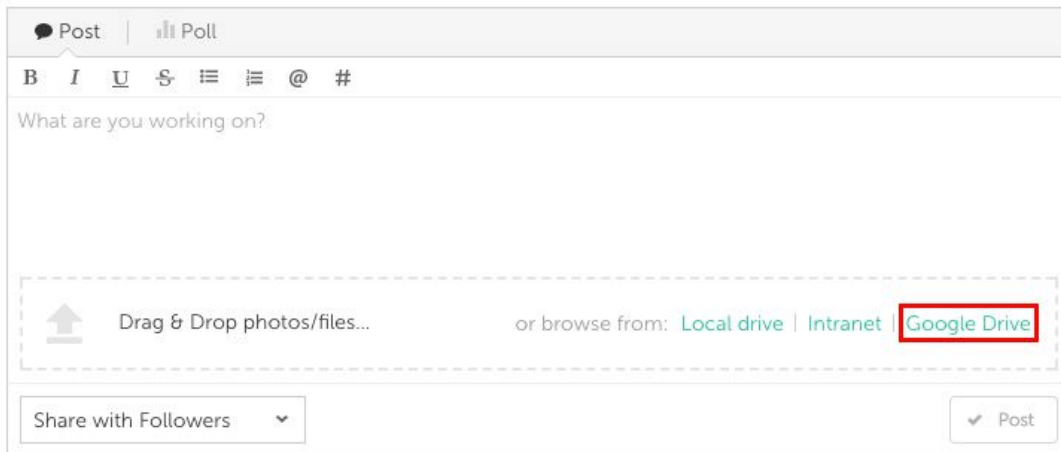 Post | Poll
B I U S @ #
What are you working on?
Drag & Drop photos/files... or browse from: Local drive | Intranet | Google Drive
Share with Followers Post